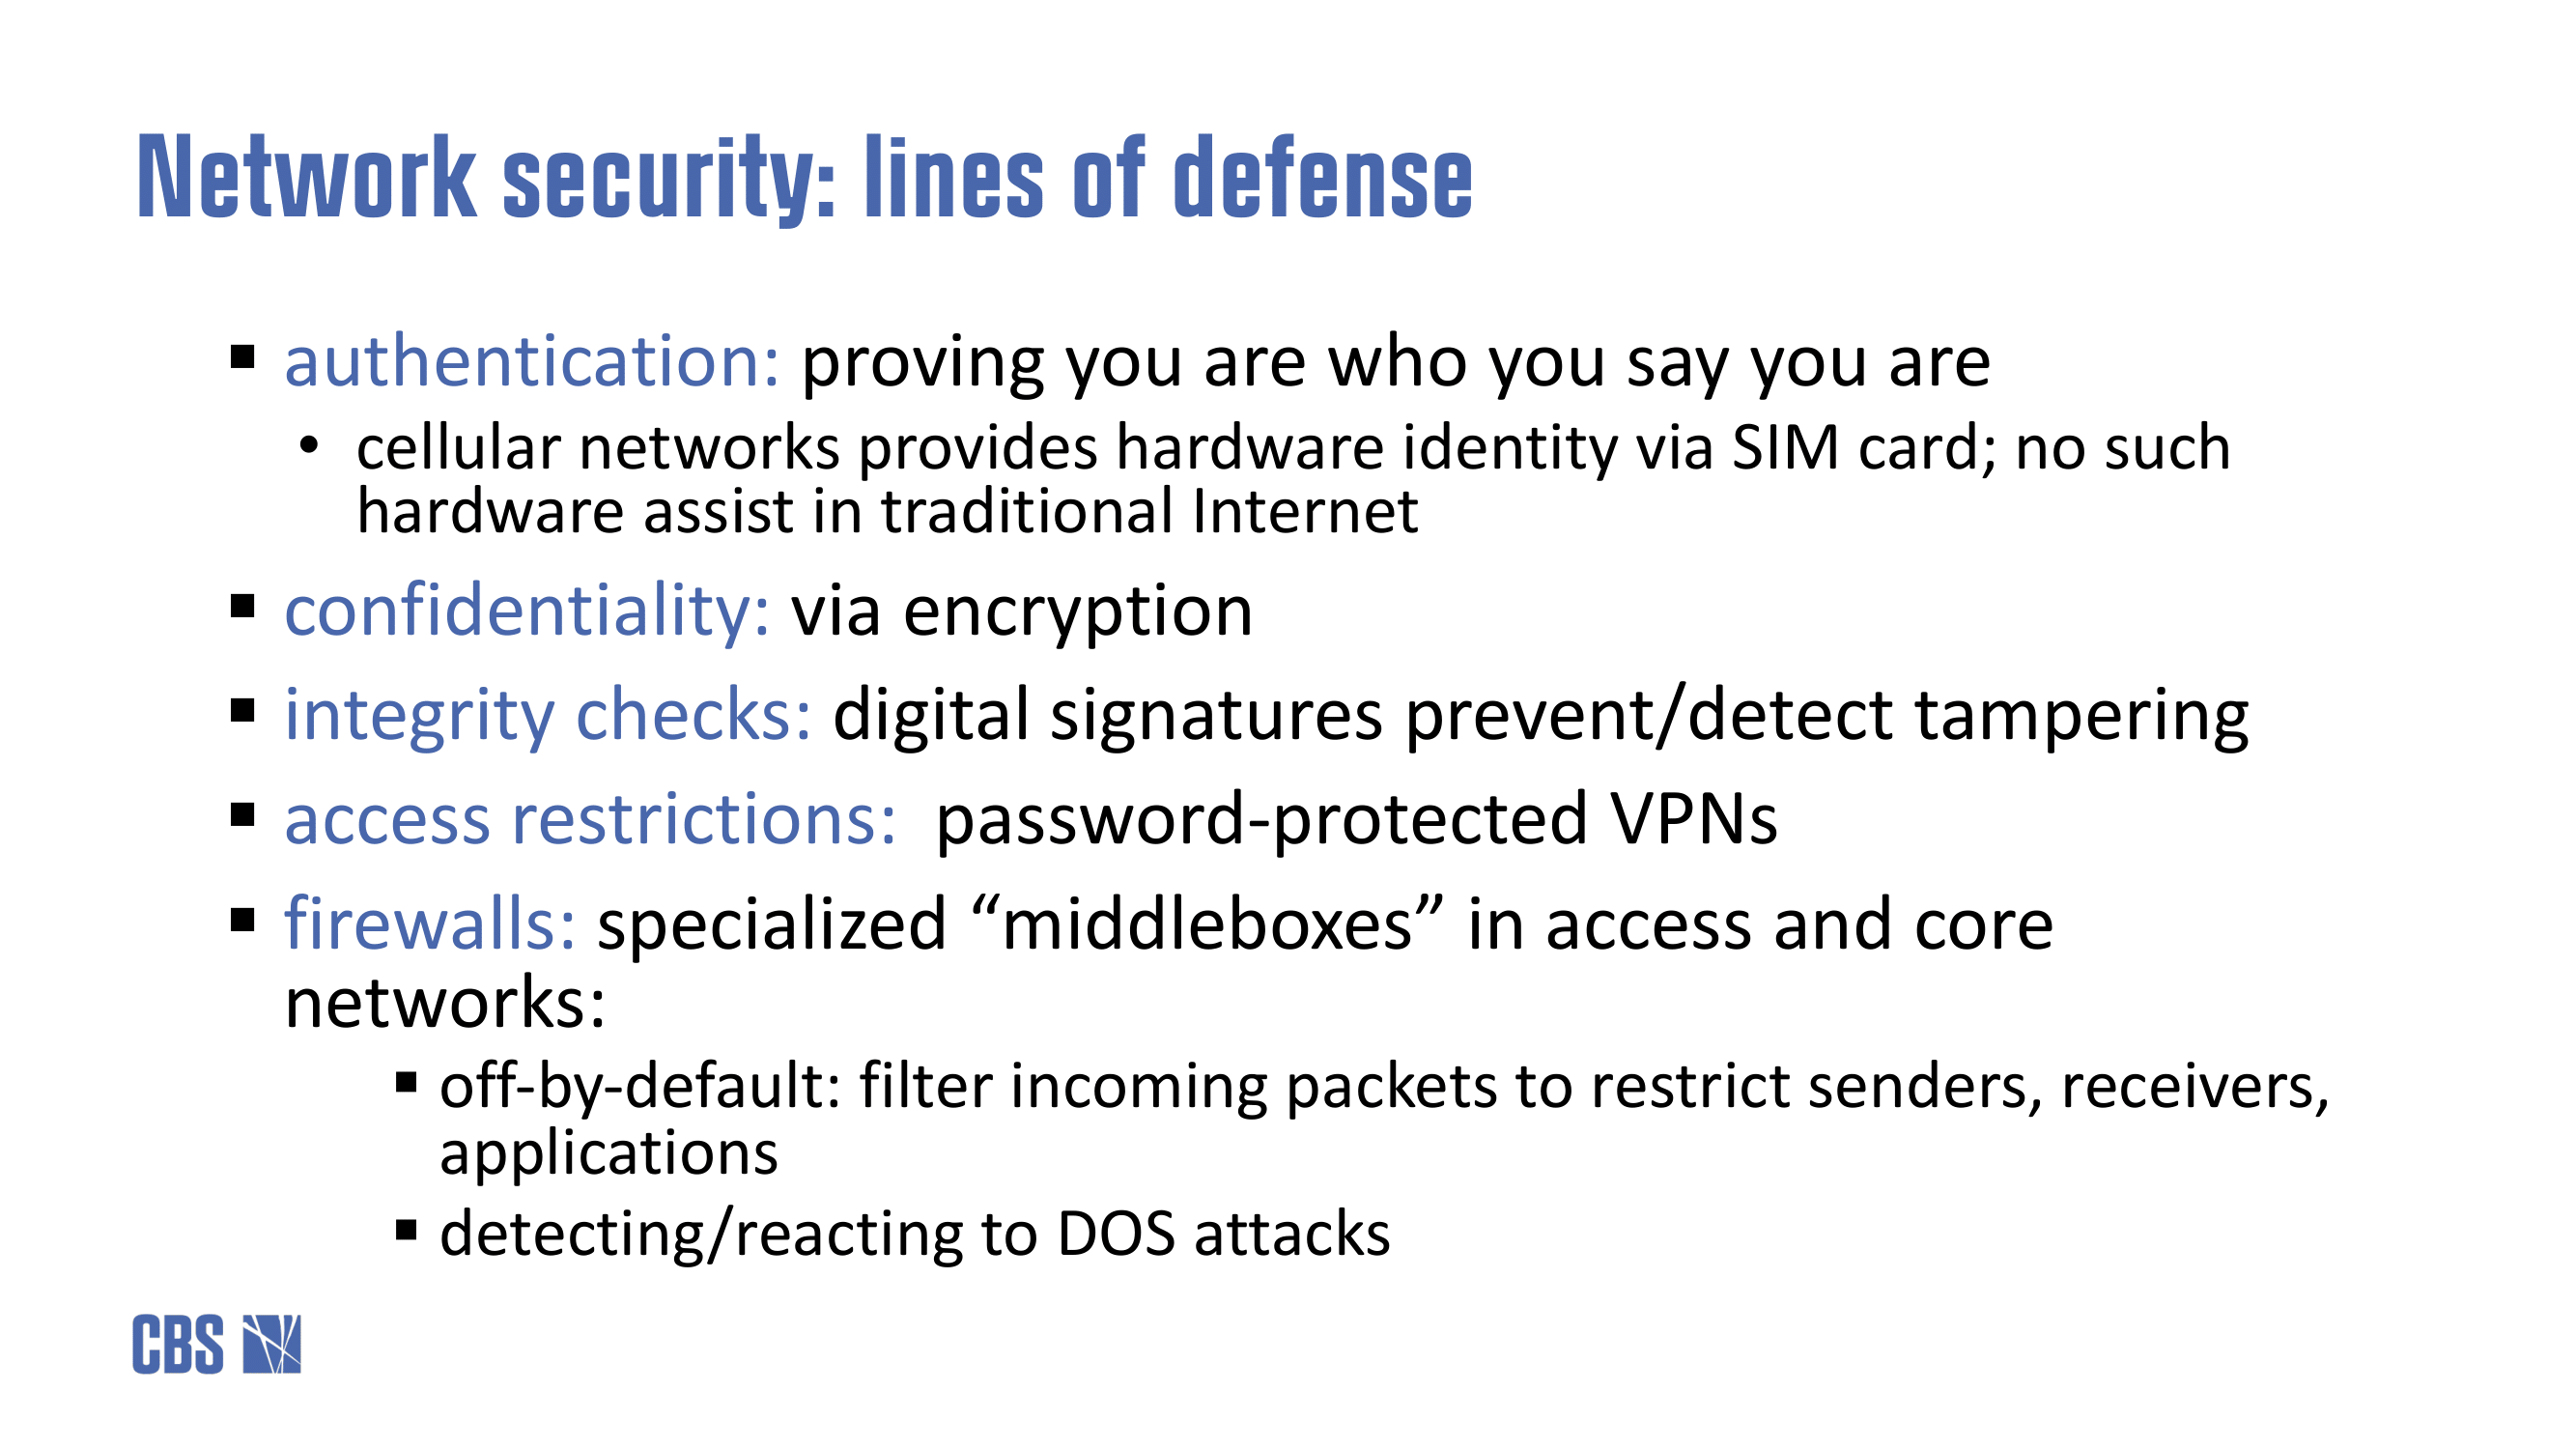 Network security: lines of defense
▪ authentication: proving you are who you say you are
• cellular networks provides hardware identity via SIM card; no such
hardware assist in traditional Internet
▪ confidentiality: via encryption
▪ integrity checks: digital signatures prevent/detect tampering
▪ access restrictions:  password-protected VPNs
▪ firewalls: specialized “middleboxes” in access and core
networks:
▪ off-by-default: filter incoming packets to restrict senders, receivers,
applications
▪ detecting/reacting to DOS attacks
CBS